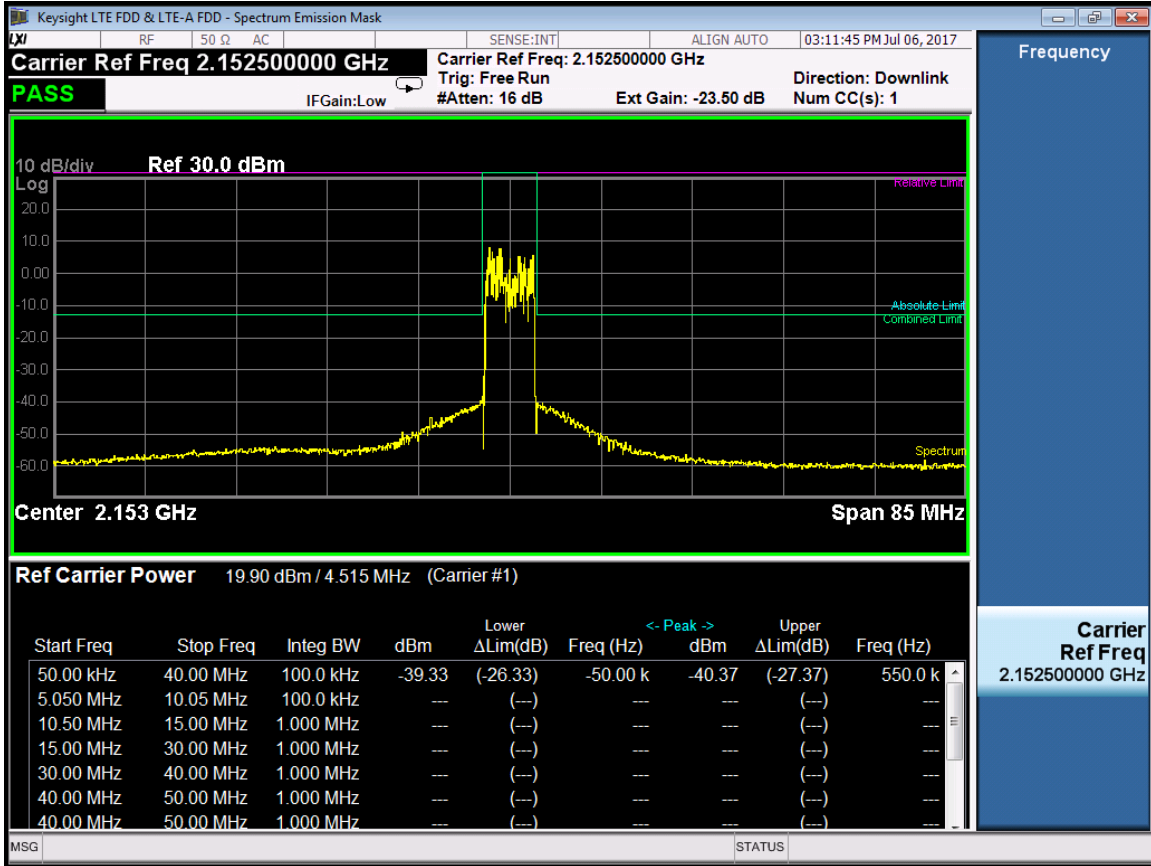 Keysight LTE FDD & LTE-A FDD - Spectrum Emission Mask
LXI RF 50 Ω AC SENSE:INT ALIGN AUTO 03:11:45 PM Jul 06, 2017
Carrier Ref Freq 2.152500000 GHz
PASS
IFGain:Low
Carrier Ref Freq: 2.152500000 GHz
Trig: Free Run Direction: Downlink
#Atten: 16 dB Ext Gain: -23.50 dB Num CC(s): 1
10 dB/div Ref 30.0 dBm
Log
Relative Limit
20.0
10.0
0.00
-10.0
Absolute Limit
Combined Limit
-20.0
-30.0
-40.0
-50.0
Spectrum
-60.0
Center 2.153 GHz Span 85 MHz
Ref Carrier Power 19.90 dBm / 4.515 MHz (Carrier #1)
Lower <- Peak -> Upper
Start Freq Stop Freq Integ BW dBm ΔLim(dB) Freq (Hz) dBm ΔLim(dB) Freq (Hz)
50.00 kHz 40.00 MHz 100.0 kHz -39.33 (-26.33) -50.00 k -40.37 (-27.37) 550.0 k
5.050 MHz 10.05 MHz 100.0 kHz --- (---) --- --- (---) ---
10.50 MHz 15.00 MHz 1.000 MHz --- (---) --- --- (---) ---
15.00 MHz 30.00 MHz 1.000 MHz --- (---) --- --- (---) ---
30.00 MHz 40.00 MHz 1.000 MHz --- (---) --- --- (---) ---
40.00 MHz 50.00 MHz 1.000 MHz --- (---) --- --- (---) ---
40.00 MHz 50.00 MHz 1.000 MHz --- (---) --- --- (---) ---
MSG STATUS
Frequency
Carrier
Ref Freq
2.152500000 GHz